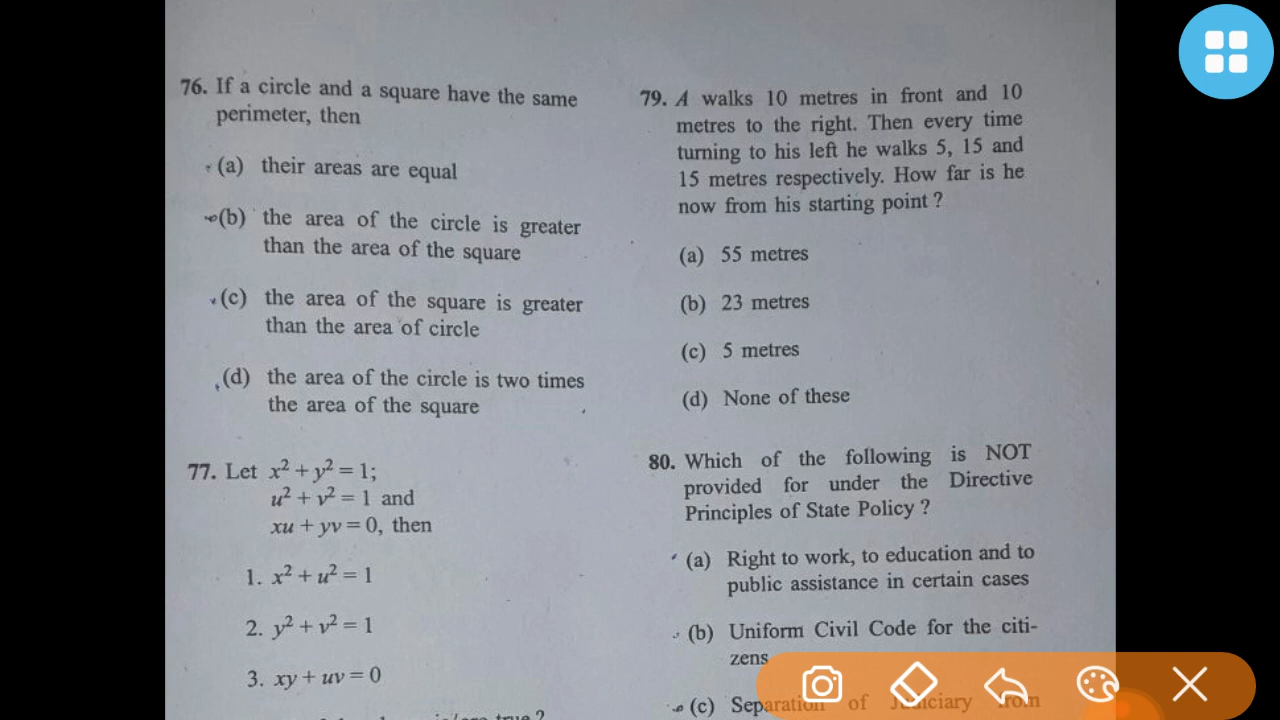 76. If a circle and a square have the same
perimeter, then
(a) their areas are equal
(b) the area of the circle is greater
than the area of the square
(c) the area of the square is greater
than the area of circle
(d) the area of the circle is two times
the area of the square
77. Let x² + y² = 1;
u² + v² = 1 and
xu + yv = 0, then
1. x² + u² = 1
2. y² + v² = 1
3. xy + uv = 0
true ?
79. A walks 10 metres in front and 10
metres to the right. Then every time
turning to his left he walks 5, 15 and
15 metres respectively. How far is he
now from his starting point ?
(a) 55 metres
(b) 23 metres
(c) 5 metres
(d) None of these
80. Which of the following is NOT
provided for under the Directive
Principles of State Policy ?
(a) Right to work, to education and to
public assistance in certain cases
(b) Uniform Civil Code for the citi-
zens
(c) Separation of Judiciary from